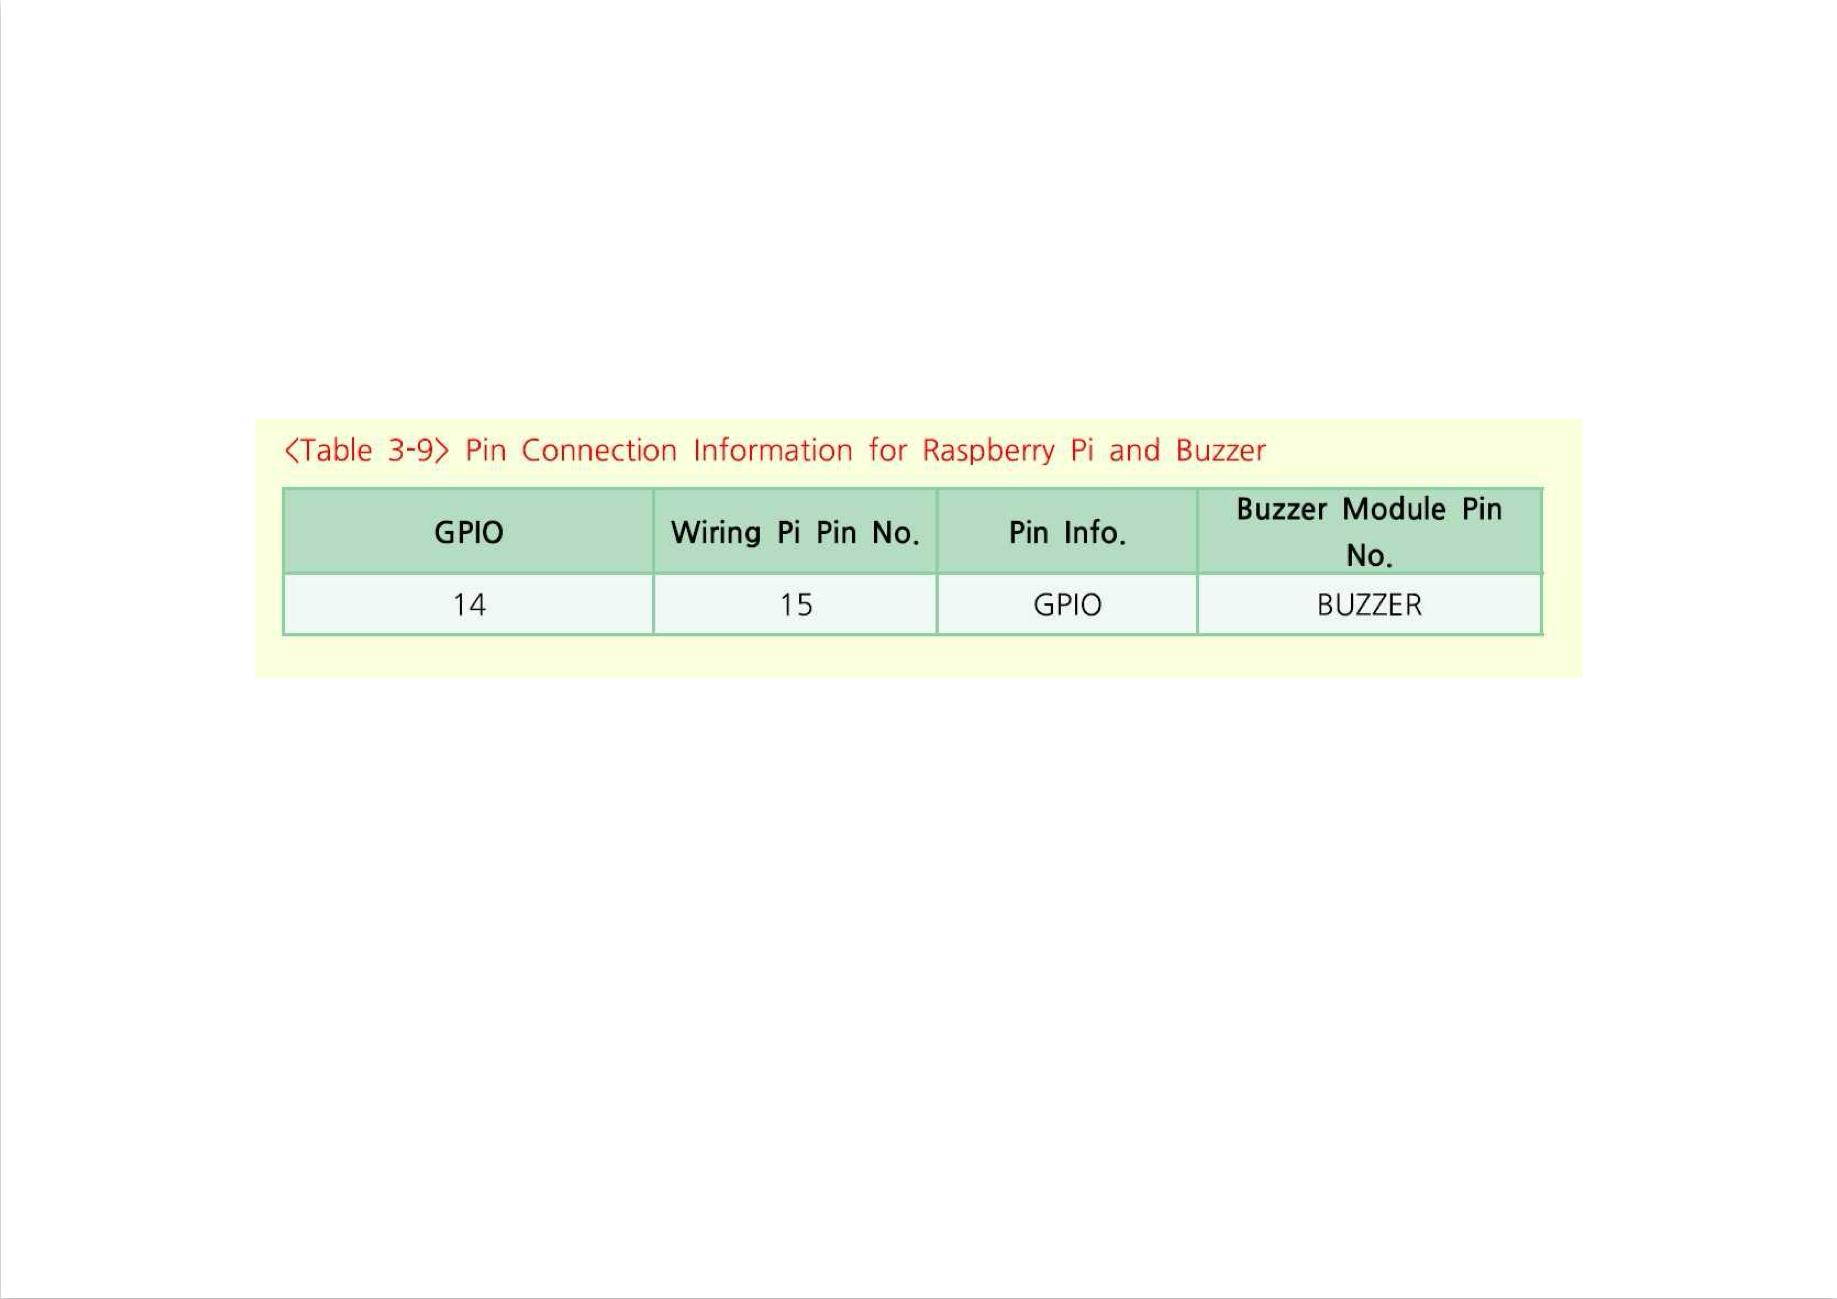 <Table 3-9> Pin Connection Information for Raspberry Pi and Buzzer
GPIO
Wiring Pi Pin No.
Pin Info.
Buzzer Module Pin
No.
14
15
GPIO
BUZZER